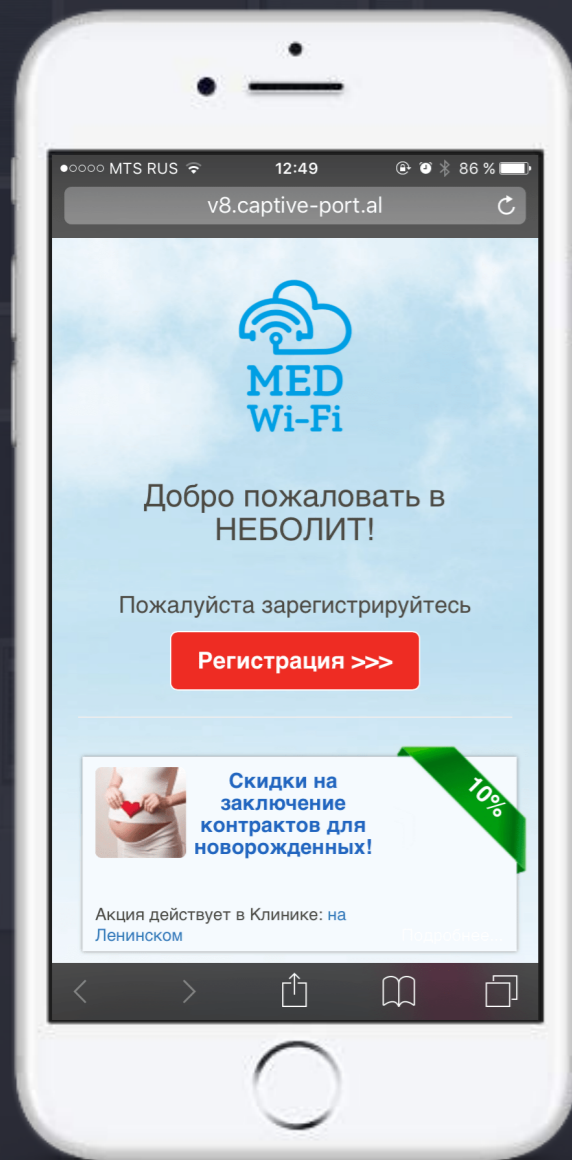 MTS RUS 12:49 86 %
v8.captive-port.al
MED
Wi-Fi
Добро пожаловать в
НЕБОЛИТ!
Пожалуйста зарегистрируйтесь
Регистрация >>>
Скидки на
заключение
контрактов для
новорожденных!
10%
Акция действует в Клинике: на
Ленинском